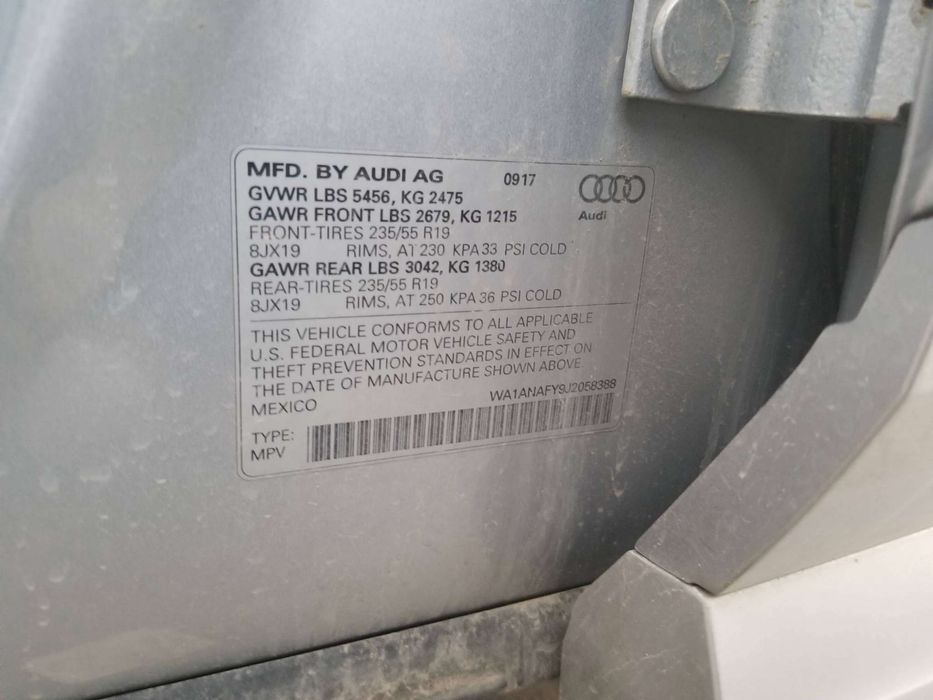 MFD. BY AUDI AG 0917
GVWR LBS 5456, KG 2475
GAWR FRONT LBS 2679, KG 1215 Audi
FRONT-TIRES 235/55 R19
8JX19 RIMS, AT 230 KPA 33 PSI COLD
GAWR REAR LBS 3042, KG 1380
REAR-TIRES 235/55 R19
8JX19 RIMS, AT 250 KPA 36 PSI COLD
THIS VEHICLE CONFORMS TO ALL APPLICABLE
U.S. FEDERAL MOTOR VEHICLE SAFETY AND
THEFT PREVENTION STANDARDS IN EFFECT ON
THE DATE OF MANUFACTURE SHOWN ABOVE
MEXICO WA1ANAFY9J2058388
TYPE:
MPV